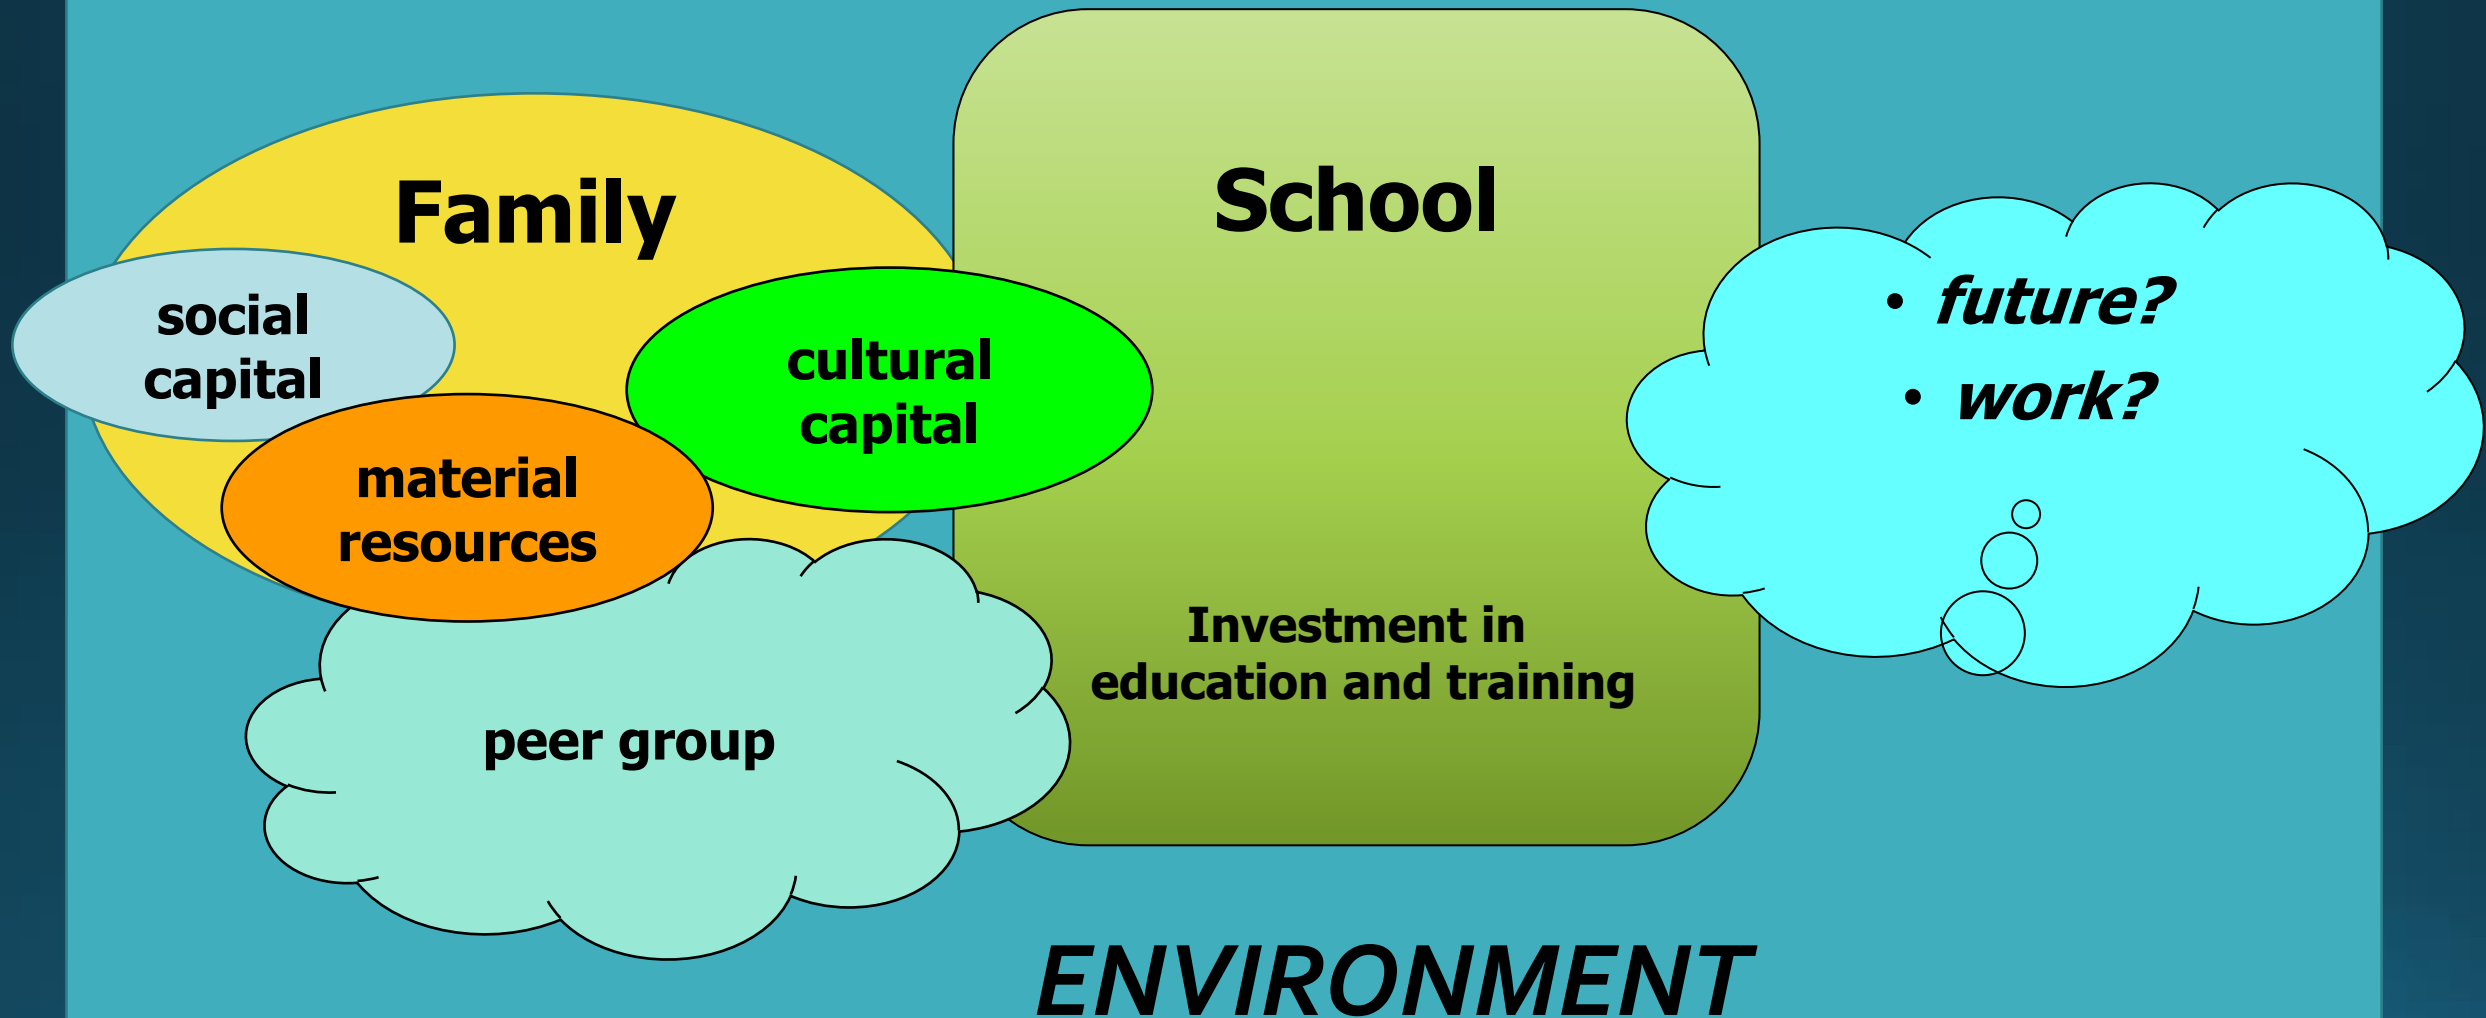 Family
social
capital
material
resources
cultural
capital
peer group
School
Investment in
education and training
• future?
• work?
ENVIRONMENT